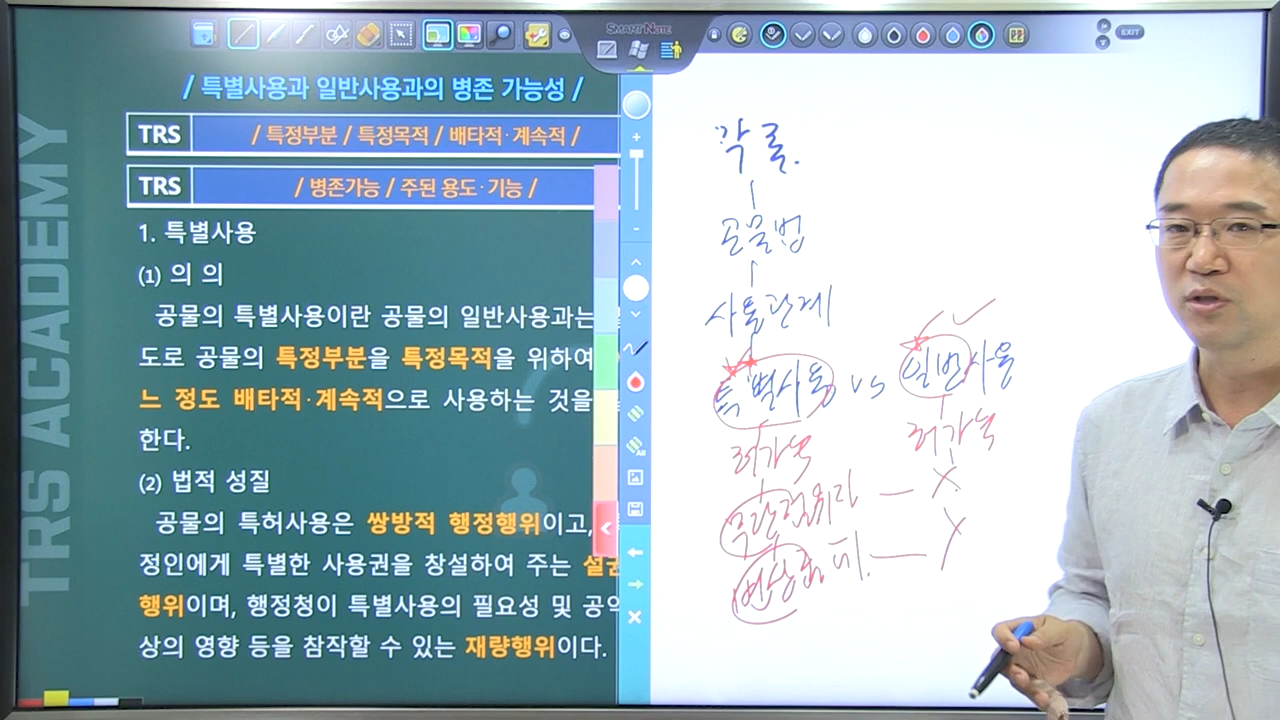 SMARTNOTE
EXIT
TRS ACADEMY
/ 특별사용과 일반사용과의 병존 가능성 /
TRS / 특정부분 / 특정목적 / 배타적·계속적 /
TRS / 병존가능 / 주된 용도·기능 /
1. 특별사용
(1) 의 의
공물의 특별사용이란 공물의 일반사용과는
도로 공물의 특정부분을 특정목적을 위하여
느 정도 배타적·계속적으로 사용하는 것을
한다.
(2) 법적 성질
공물의 특허사용은 쌍방적 행정행위이고,
정인에게 특별한 사용권을 창설하여 주는 설권
행위이며, 행정청이 특별사용의 필요성 및 공익
상의 영향 등을 참작할 수 있는 재량행위이다.
각 론.
공물법
사용관계
특별사용 vs 일반사용
허가 허가
X
변상금 X